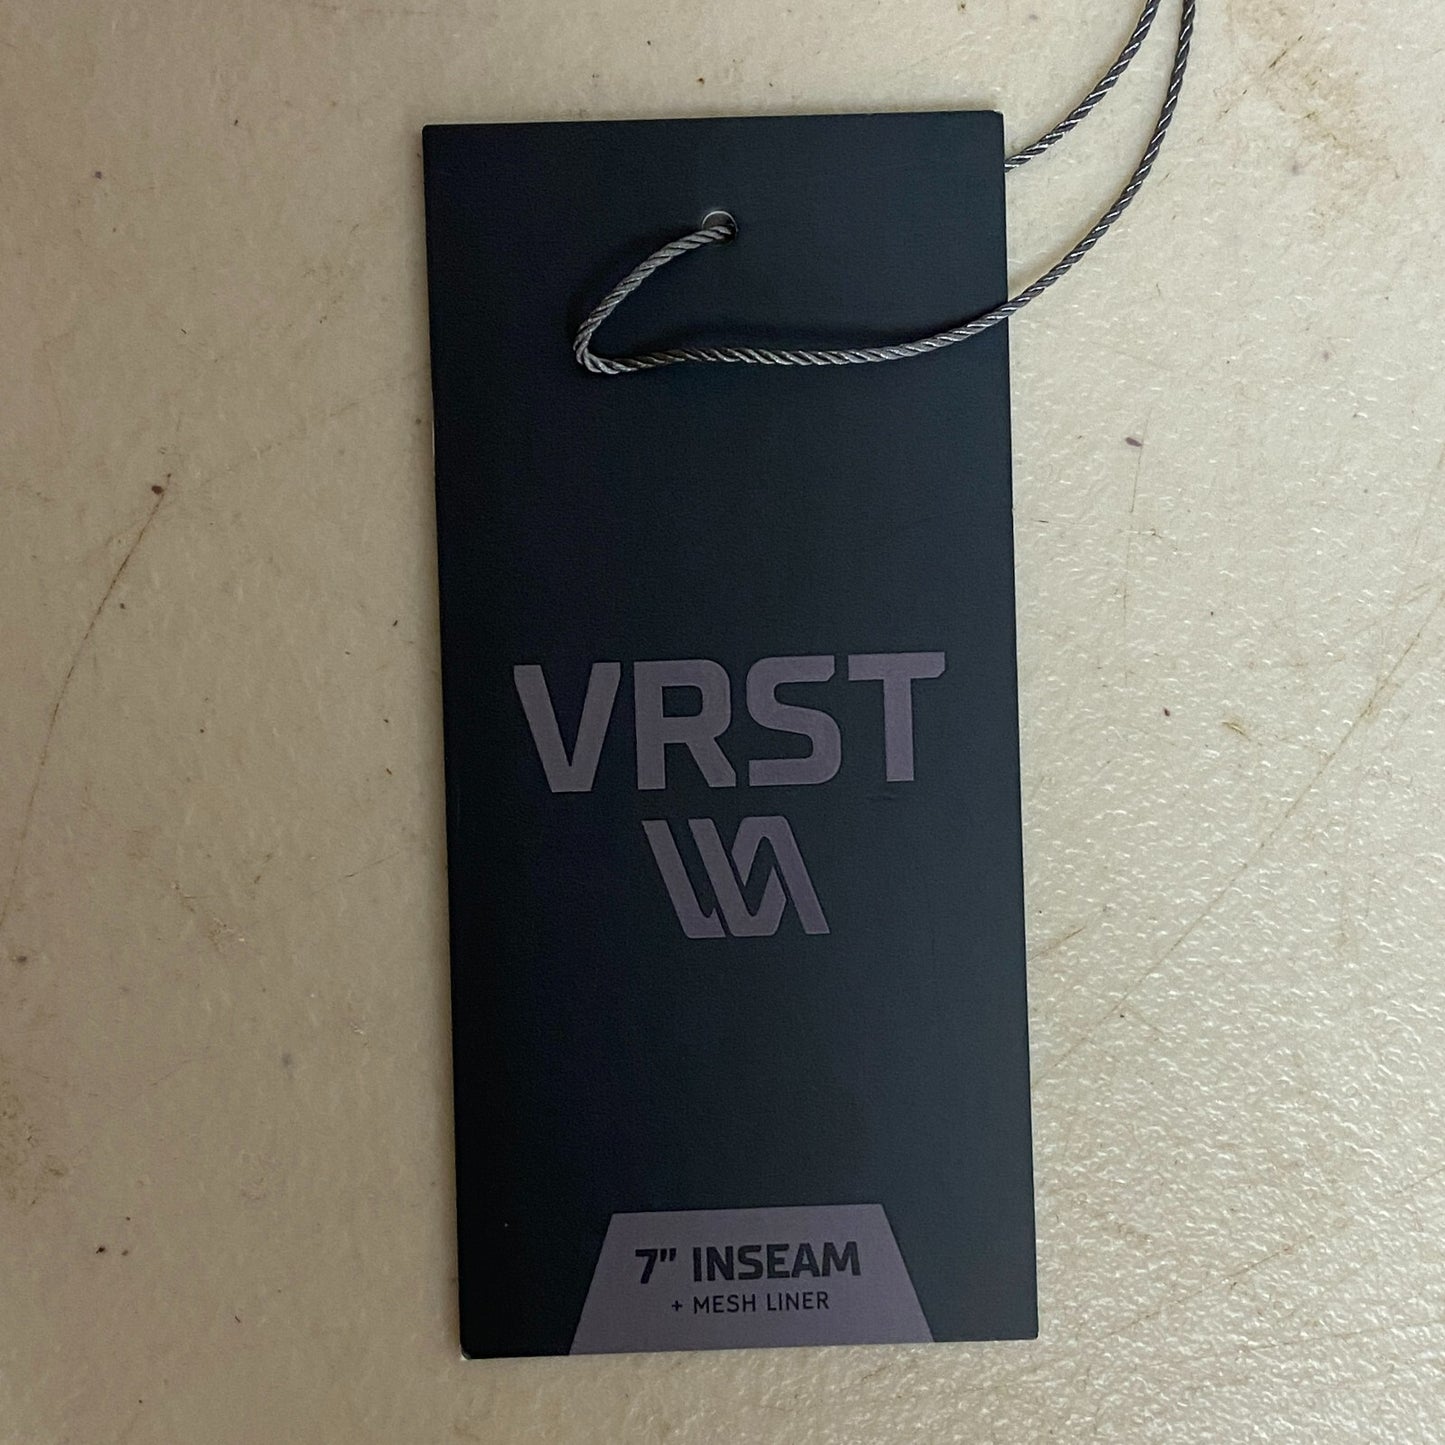 VRST
7" INSEAM
+ MESH LINER